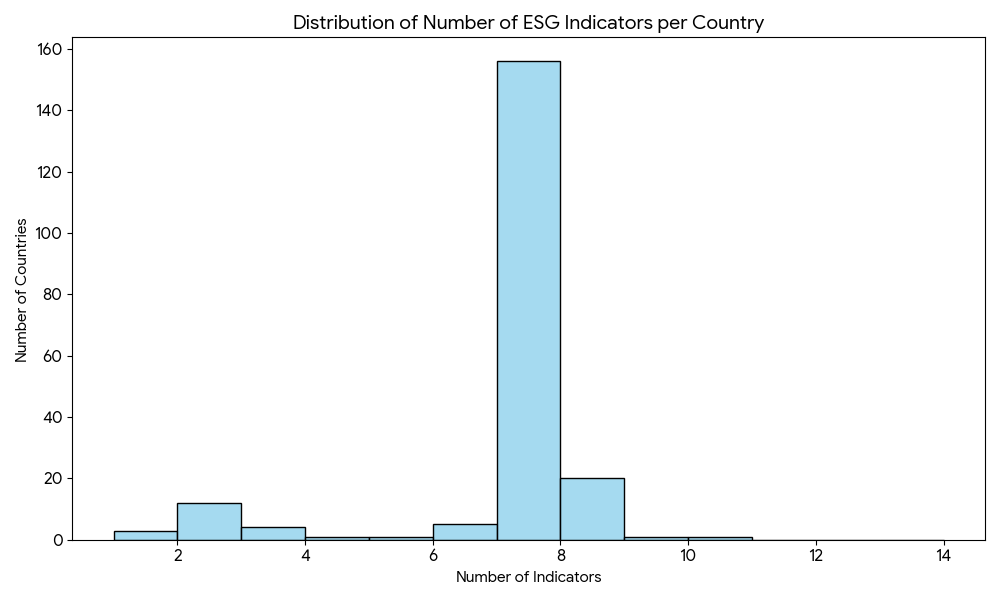 Distribution of Number of ESG Indicators per Country
Number of Countries
160
140
120
100
80
60
40
20
0
2 4 6 8 10 12 14
Number of Indicators